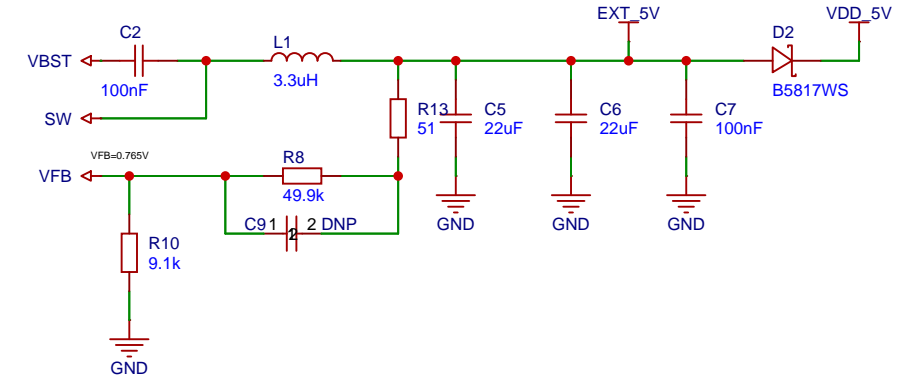 EXT_5V
VDD_5V
C2
L1
D2
VBST
100nF
3.3uH
B5817WS
SW
R13
51
C5
22uF
C6
22uF
C7
100nF
VFB=0.765V
VFB
R8
49.9k
C9 1 2 DNP
12
R10
9.1k
GND
GND
GND
GND